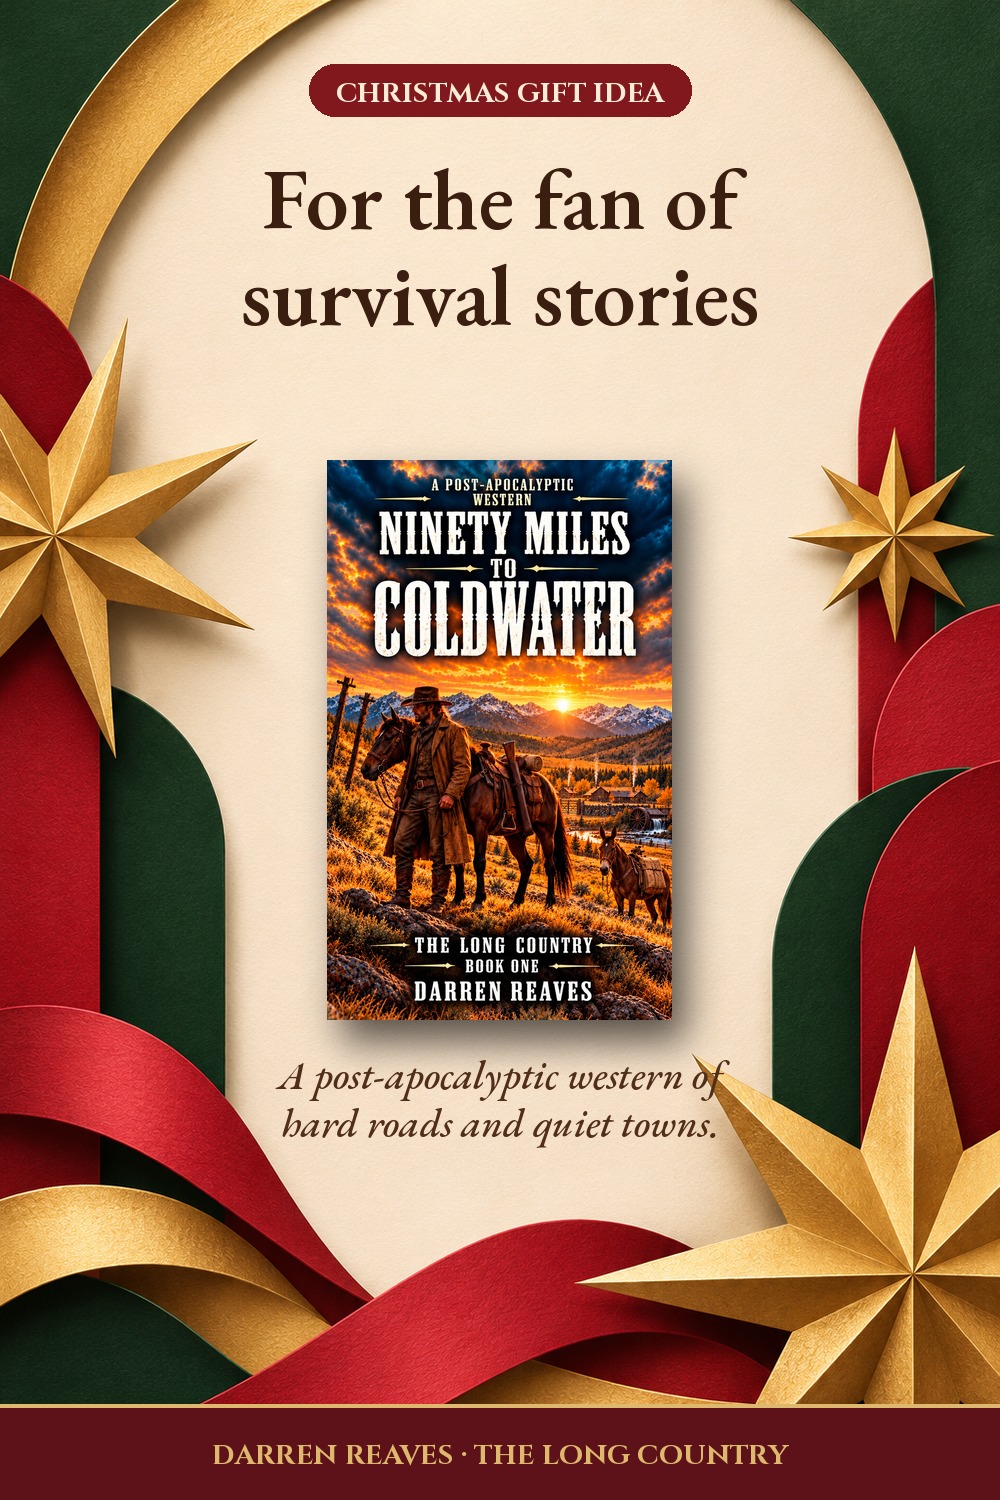 CHRISTMAS GIFT IDEA
For the fan of
survival stories
A POST-APOCALYPTIC
WESTERN
NINETY MILES
TO
COLDWATER
THE LONG COUNTRY
BOOK ONE
DARREN REAVES
A post-apocalyptic western of
hard roads and quiet towns.
DARREN REAVES · THE LONG COUNTRY